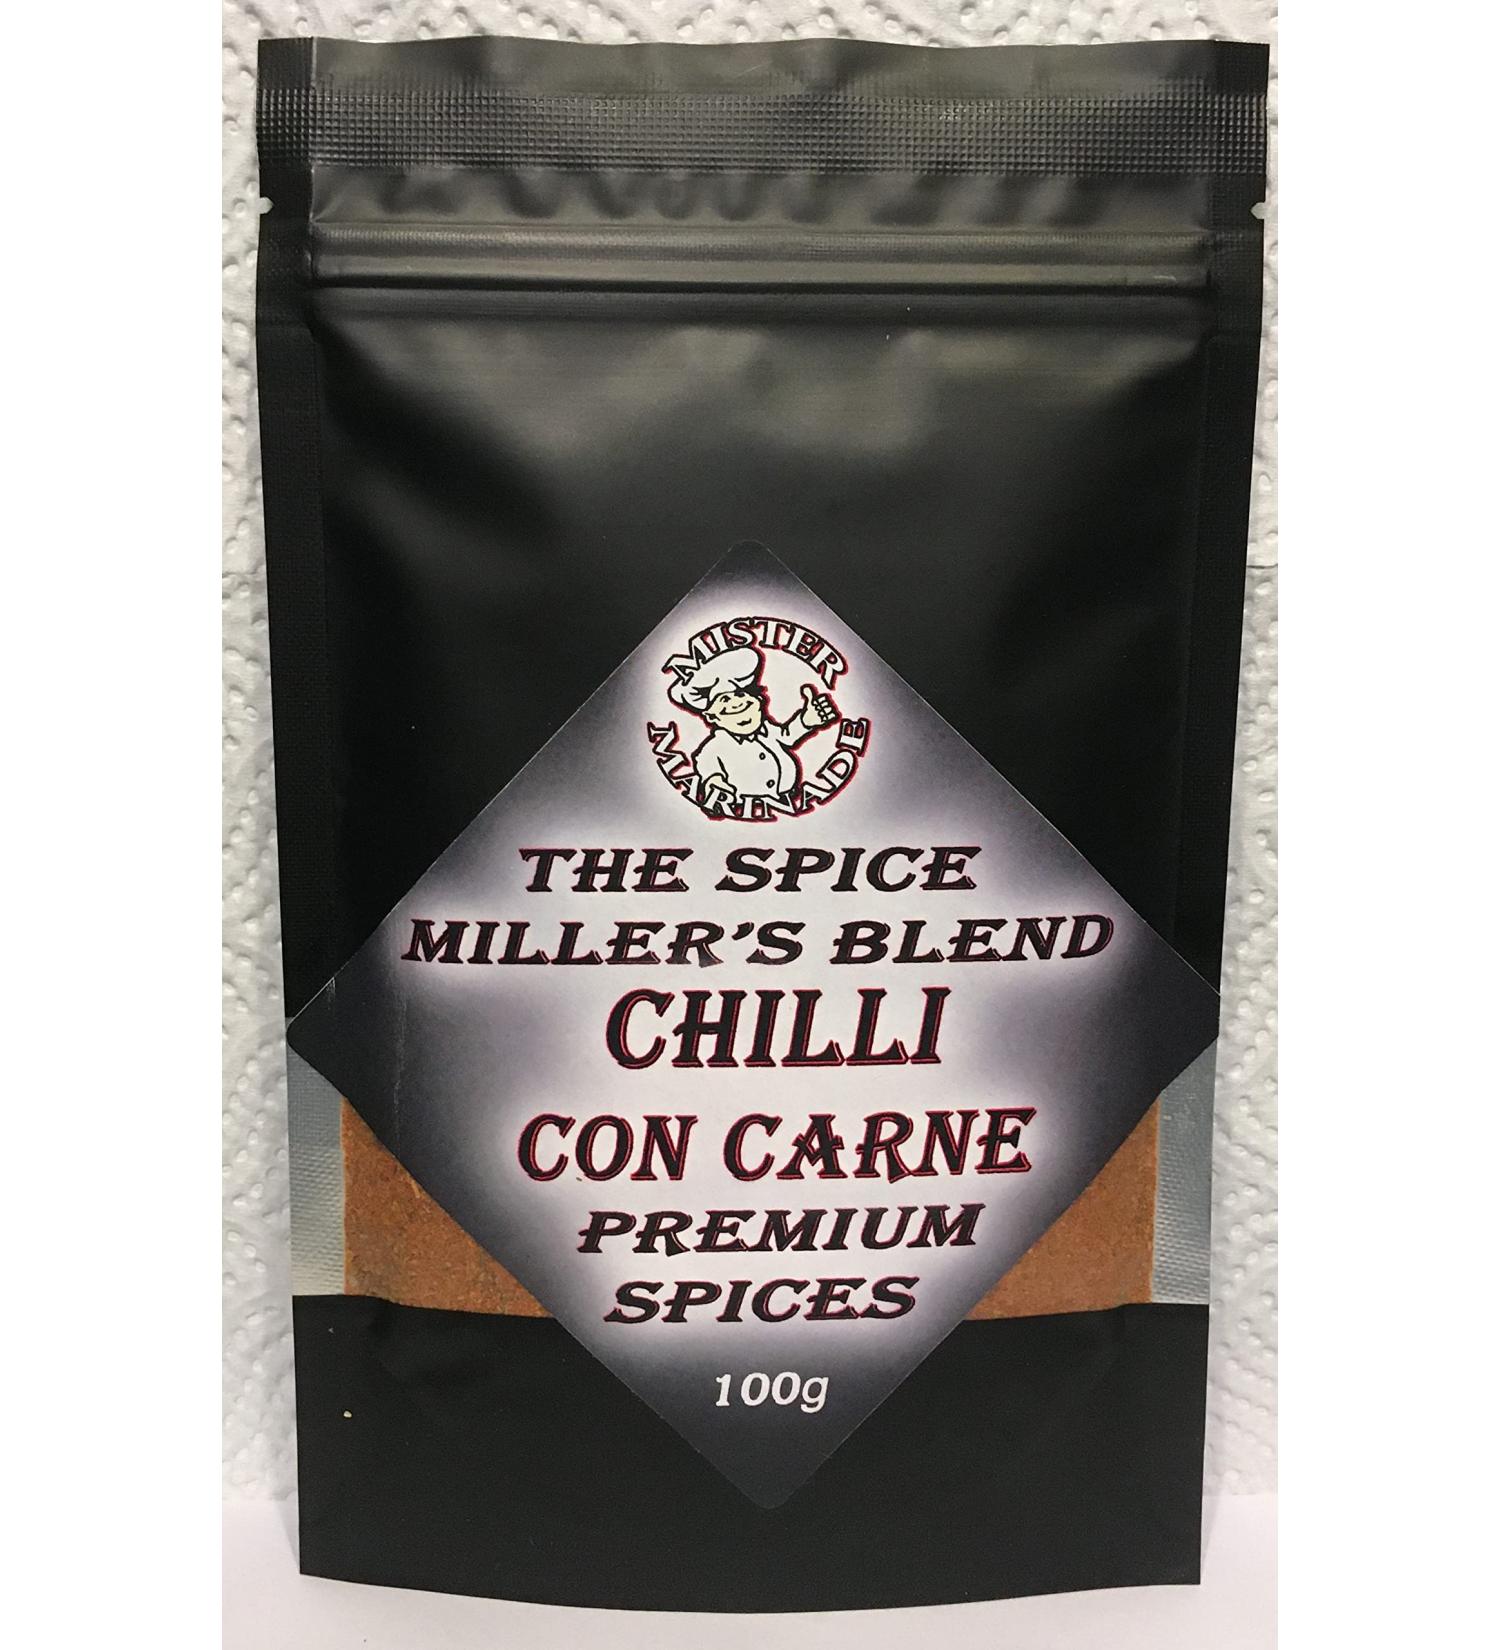 MISTER
MARINADE
THE SPICE
MILLER'S BLEND
CHILLI
CON CARNE
PREMIUM
SPICES
100g